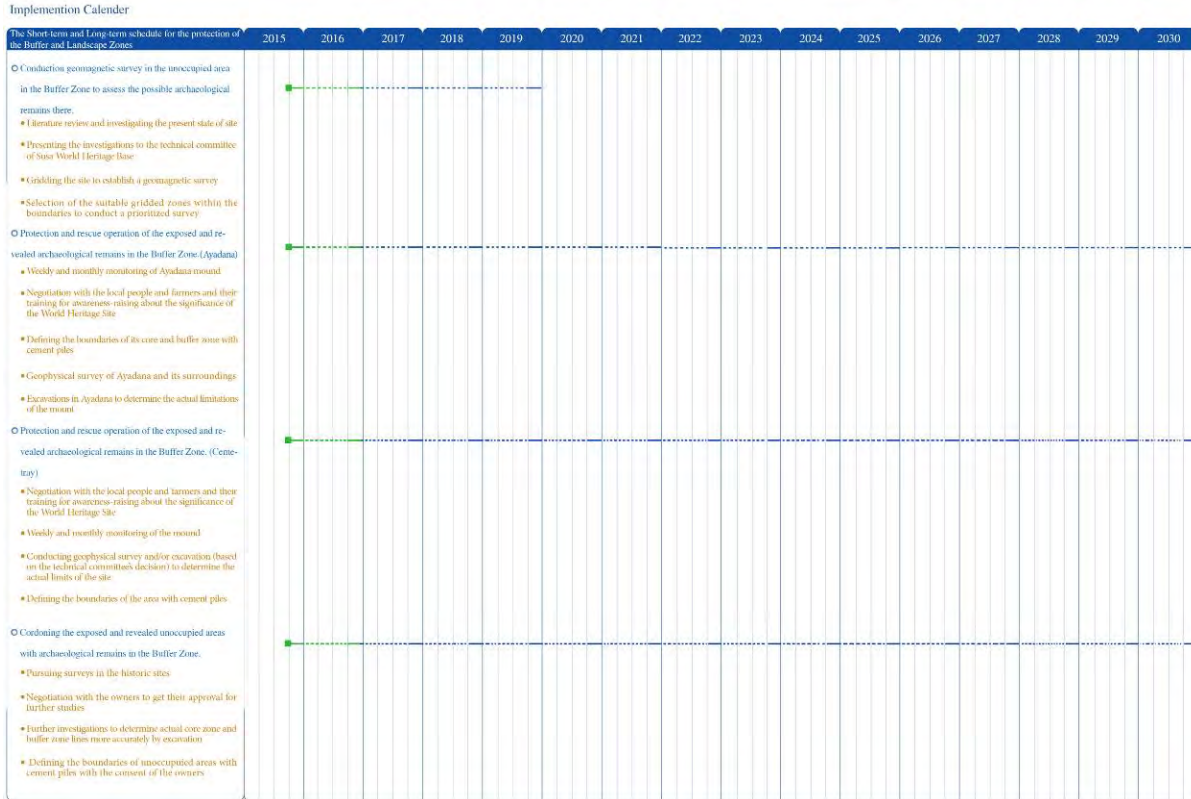 Implemention Calender
The Short-term and Long-term schedule for the protection of
the Buffer and Landscape Zones
2015 2016 2017 2018 2019 2020 2021 2022 2023 2024 2025 2026 2027 2028 2029 2030
Conduction geomagnetic survey in the unoccupied area
in the Buffer Zone to assess the possible archaeological
remains there.
Literature review and investigating the present state of site
Presenting the investigations to the technical committee
of Susa World Heritage Base
Gridding the site to establish a geomagnetic survey
Selection of the suitable gridded zones within the
boundaries to conduct a prioritized survey
Protection and rescue operation of the exposed and re-
vealed archaeological remains in the Buffer Zone.(Ayadana)
Weekly and monthly monitoring of Ayadana mound
Negotiation with the local people and farmers and their
training for awareness-raising about the significance of
the World Heritage Site
Defining the boundaries of its core and buffer zone with
cement piles
Geophysical survey of Ayadana and its surroundings
Excavations in Ayadana to determine the actual limitations
of the mount
Protection and rescue operation of the exposed and re-
vealed archaeological remains in the Buffer Zone. (Ceme-
tray)
Negotiation with the local people and farmers and their
training for awareness-raising about the significance of
the World Heritage Site
Weekly and monthly monitoring of the mound
Conducting geophysical survey and/or excavation (based
on the technical committee's decision) to determine the
actual limits of the site
Defining the boundaries of the area with cement piles
Cordoning the exposed and revealed unoccupied areas
with archaeological remains in the Buffer Zone.
Pursuing surveys in the historic sites
Negotiation with the owners to get their approval for
further studies
Further investigations to determine actual core zone and
buffer zone lines more accurately by excavation
Defining the boundaries of unoccupuied areas with
cement piles with the consent of the owners